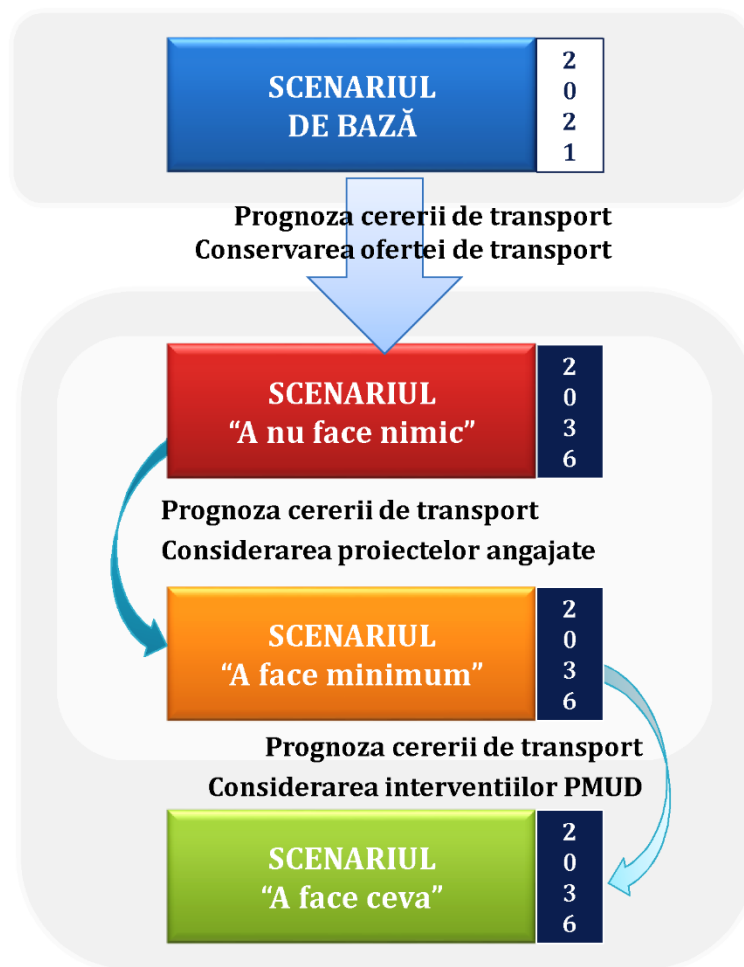 SCENARIUL
DE BAZĂ
2
0
2
1
Prognoza cererii de transport
Conservarea ofertei de transport
SCENARIUL
“A nu face nimic”
2
0
3
6
Prognoza cererii de transport
Considerarea proiectelor angajate
SCENARIUL
“A face minimum”
2
0
3
6
Prognoza cererii de transport
Considerarea interventiilor PMUD
SCENARIUL
“A face ceva”
2
0
3
6